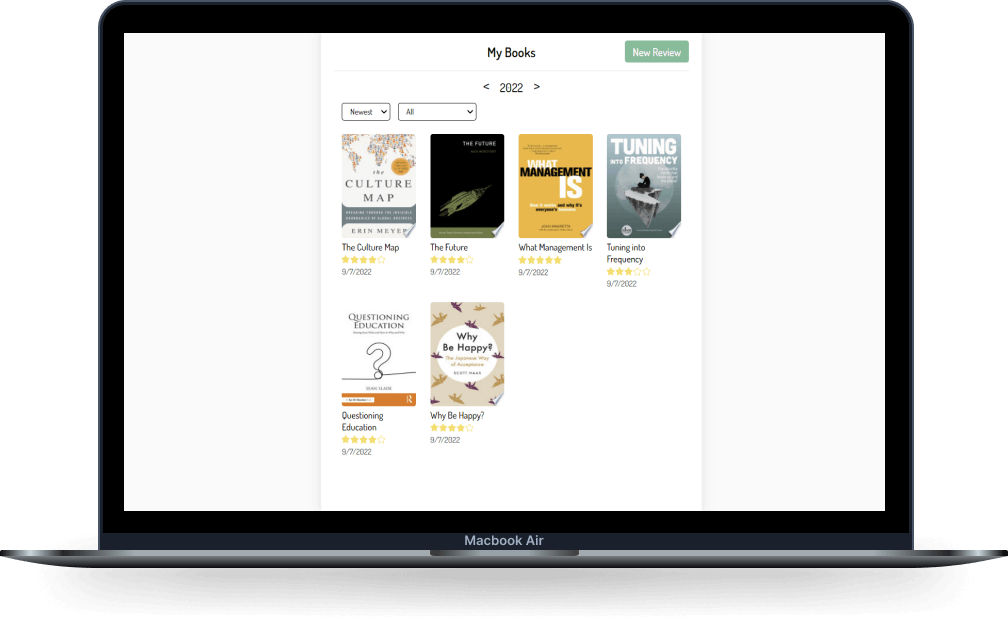 My Books
New Review
< 2022 >
Newest
All
the
CULTURE
MAP
BREAKING THROUGH THE INVISIBLE
BOUNDARIES OF GLOBAL BUSINESS
ERIN MEYER
THE FUTURE
WHAT
MANAGEMENT
IS
How it works and why it's
everyone's business
JOAN MAGRETTA
TUNING
INTO FREQUENCY
The Culture Map
9/7/2022
The Future
9/7/2022
What Management Is
9/7/2022
Tuning into
Frequency
9/7/2022
QUESTIONING
EDUCATION
SEAN SLADE
Why
Be Happy?
The Japanese Way
of Acceptance
SCOTT HAAS
Questioning
Education
9/7/2022
Why Be Happy?
9/7/2022
Macbook Air